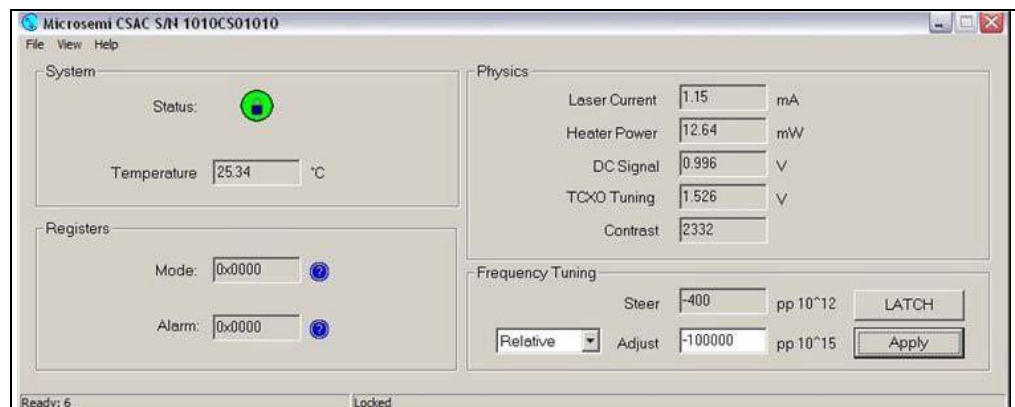 Microsemi CSAC S/N 1010CS01010
File View Help
System
Status:
Temperature 25.34 °C
Registers
Mode: 0x0000 ?
Alarm: 0x0000 ?
Physics
Laser Current 1.15 mA
Heater Power 12.64 mW
DC Signal 0.996 V
TCXO Tuning 1.526 V
Contrast 2332
Frequency Tuning
Steer -400 pp 10^12 LATCH
Relative Adjust -100000 pp 10^15 Apply
Ready: 6 Locked